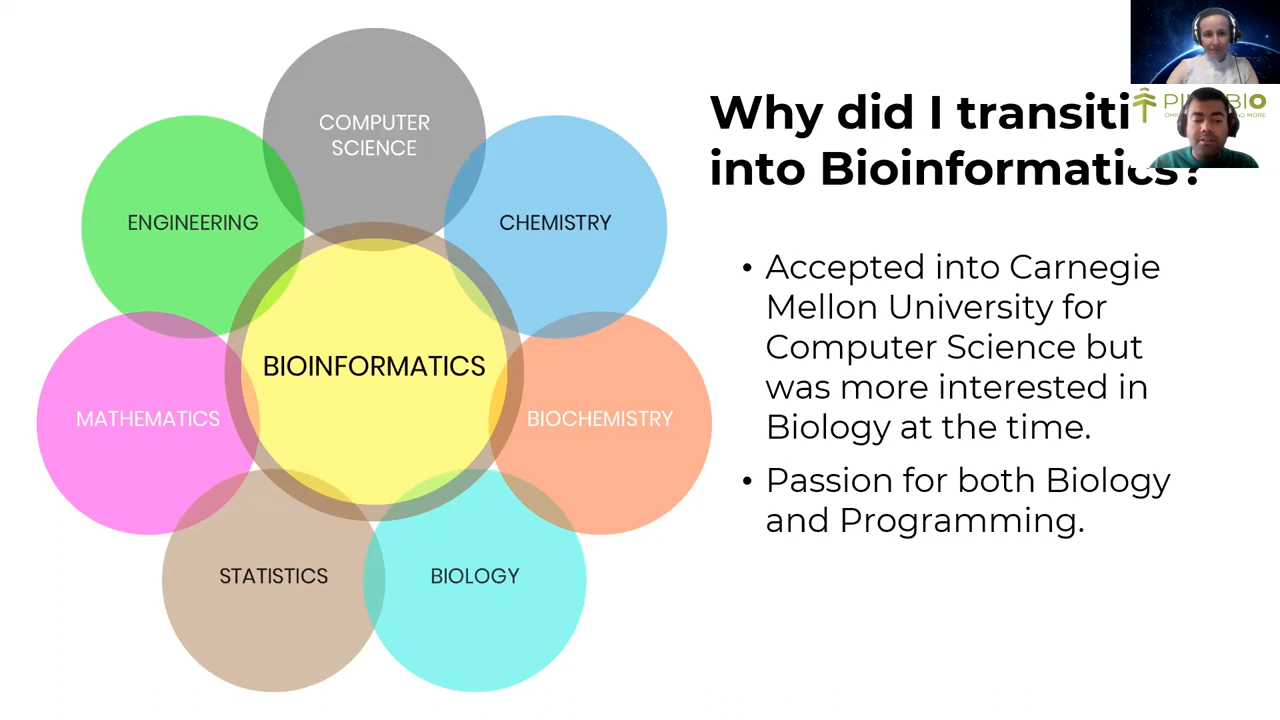 COMPUTER
SCIENCE
ENGINEERING
CHEMISTRY
BIOINFORMATICS
MATHEMATICS
BIOCHEMISTRY
STATISTICS
BIOLOGY
Why did I transiti
into Bioinformatics?
• Accepted into Carnegie
Mellon University for
Computer Science but
was more interested in
Biology at the time.
• Passion for both Biology
and Programming.